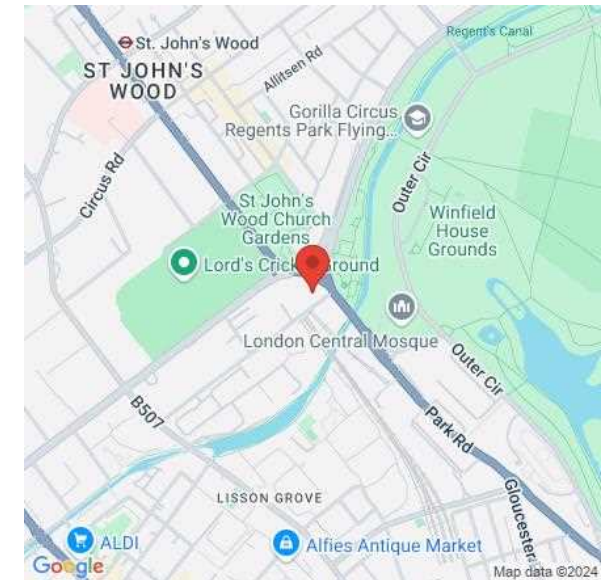 Regent's Canal
St. John's Wood
ST JOHN'S
WOOD
Allitsen Rd
Gorilla Circus
Regents Park Flying...
Circus Rd
Outer Cir
St John's
Wood Church
Gardens
Winfield
House
Grounds
Lord's Cricket Ground
London Central Mosque
Outer Cir
B507
Park Rd
LISSON GROVE
Gloucester
ALDI
Alfies Antique Market
Google
Map data ©2024